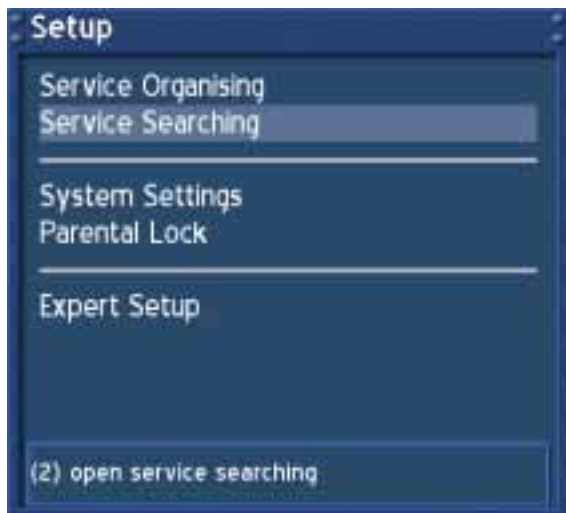 Setup
Service Organising
Service Searching
System Settings
Parental Lock
Expert Setup
(2) open service searching